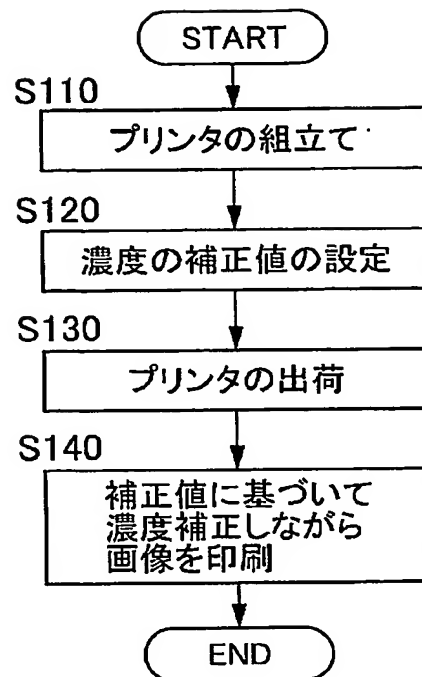 START
S110
プリンタの組立て
S120
濃度の補正値の設定
S130
プリンタの出荷
S140
補正値に基づいて
濃度補正しながら
画像を印刷
END